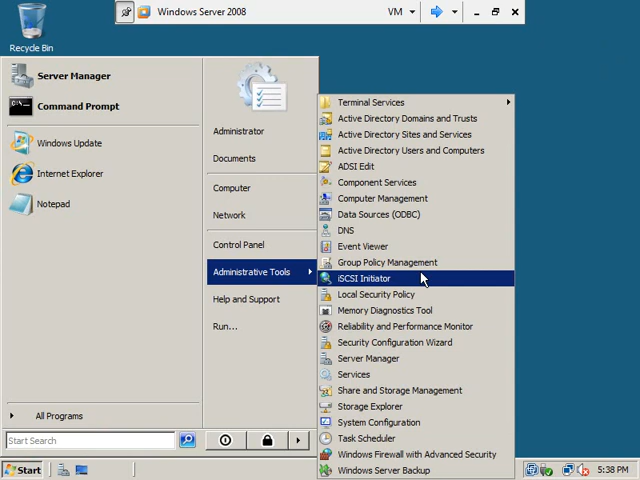 Windows Server 2008
VM
Recycle Bin
Server Manager
Command Prompt
Windows Update
Internet Explorer
Notepad
All Programs
Start Search
Administrator
Documents
Computer
Network
Control Panel
Administrative Tools
Help and Support
Run...
Terminal Services
Active Directory Domains and Trusts
Active Directory Sites and Services
Active Directory Users and Computers
ADSI Edit
Component Services
Computer Management
Data Sources (ODBC)
DNS
Event Viewer
Group Policy Management
iSCSI Initiator
Local Security Policy
Memory Diagnostics Tool
Reliability and Performance Monitor
Security Configuration Wizard
Server Manager
Services
Share and Storage Management
Storage Explorer
System Configuration
Task Scheduler
Windows Firewall with Advanced Security
Windows Server Backup
Start
5:38 PM